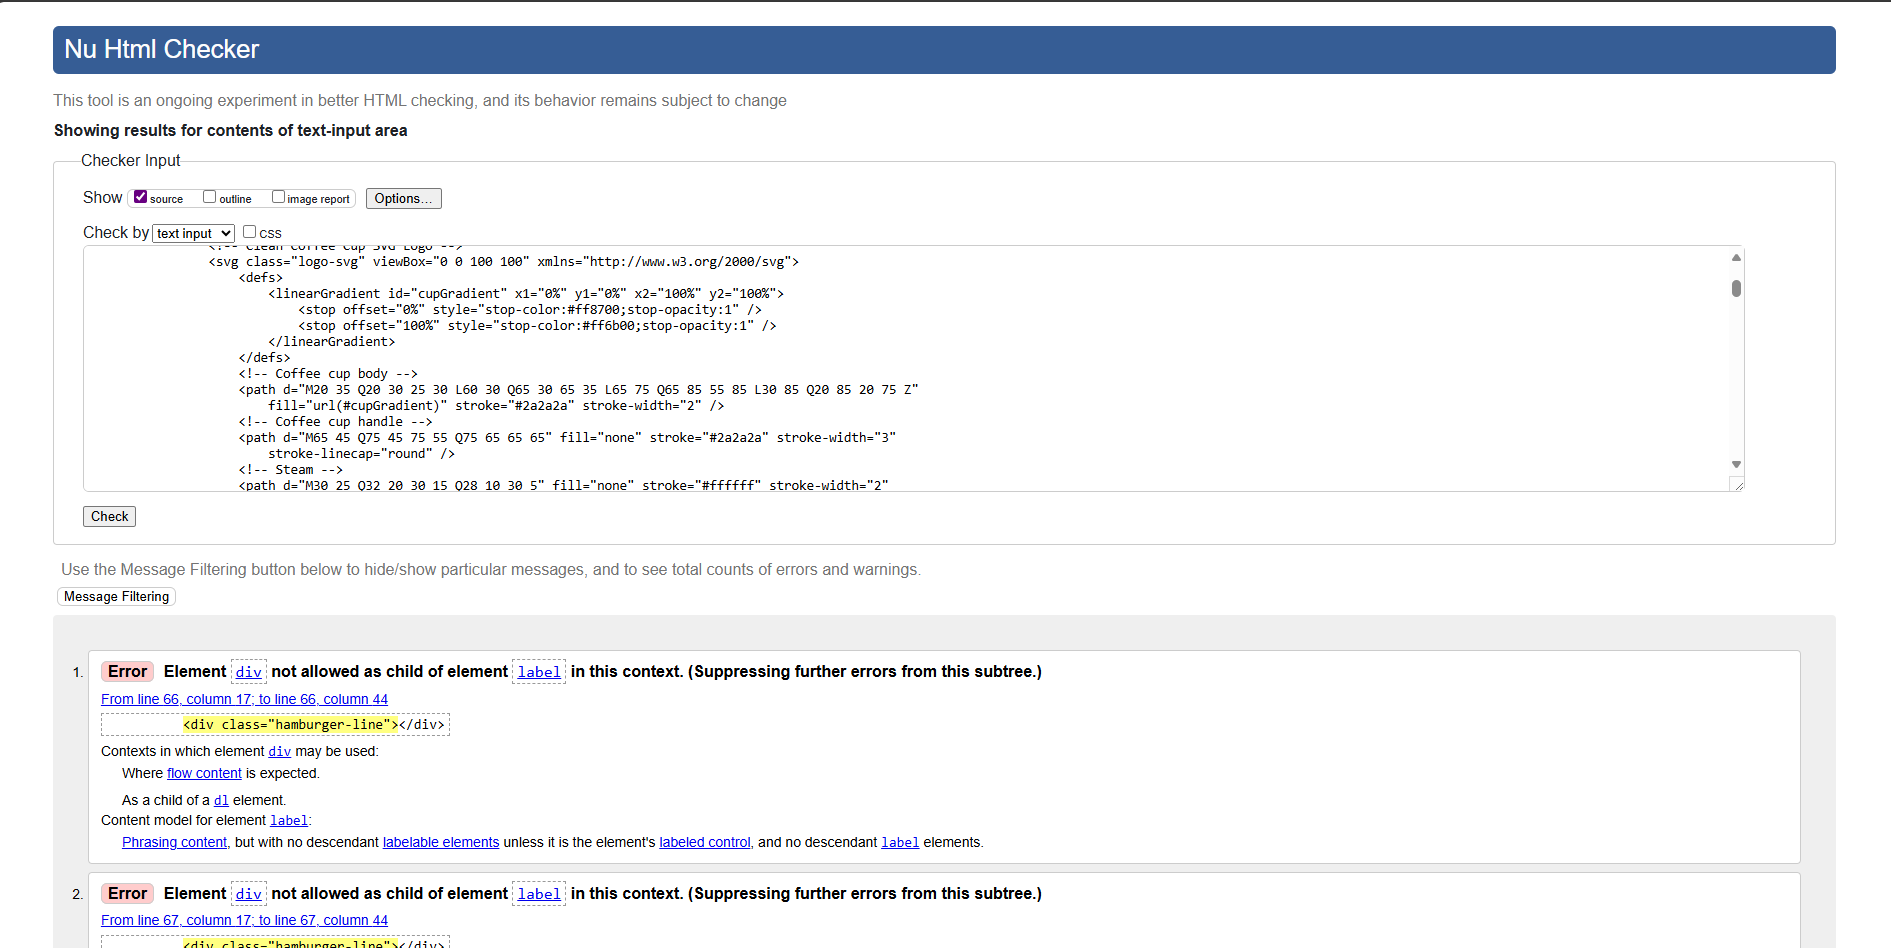 Nu Html Checker
This tool is an ongoing experiment in better HTML checking, and its behavior remains subject to change
Showing results for contents of text-input area
Checker Input
Show source outline image report Options...
Check by text input css
<!-- Clean Coffee Cup SVG Logo -->
<svg class="logo-svg" viewBox="0 0 100 100" xmlns="http://www.w3.org/2000/svg">
<defs>
<linearGradient id="cupGradient" x1="0%" y1="0%" x2="100%" y2="100%">
<stop offset="0%" style="stop-color:#ff8700;stop-opacity:1" />
<stop offset="100%" style="stop-color:#ff6b00;stop-opacity:1" />
</linearGradient>
</defs>
<!-- Coffee cup body -->
<path d="M20 35 Q20 30 25 30 L60 30 Q65 30 65 35 L65 75 Q65 85 55 85 L30 85 Q20 85 20 75 Z"
fill="url(#cupGradient)" stroke="#2a2a2a" stroke-width="2" />
<!-- Coffee cup handle -->
<path d="M65 45 Q75 45 75 55 Q75 65 65 65" fill="none" stroke="#2a2a2a" stroke-width="3"
stroke-linecap="round" />
<!-- Steam -->
<path d="M30 25 Q32 20 30 15 Q28 10 30 5" fill="none" stroke="#ffffff" stroke-width="2"
Check
Use the Message Filtering button below to hide/show particular messages, and to see total counts of errors and warnings.
Message Filtering
1. Error Element div not allowed as child of element label in this context. (Suppressing further errors from this subtree.)
From line 66, column 17; to line 66, column 44
<div class="hamburger-line"></div>
Contexts in which element div may be used:
Where flow content is expected.
As a child of a dl element.
Content model for element label:
Phrasing content, but with no descendant labelable elements unless it is the element's labeled control, and no descendant label elements.
2. Error Element div not allowed as child of element label in this context. (Suppressing further errors from this subtree.)
From line 67, column 17; to line 67, column 44
<div class="hamburger-line"></div>